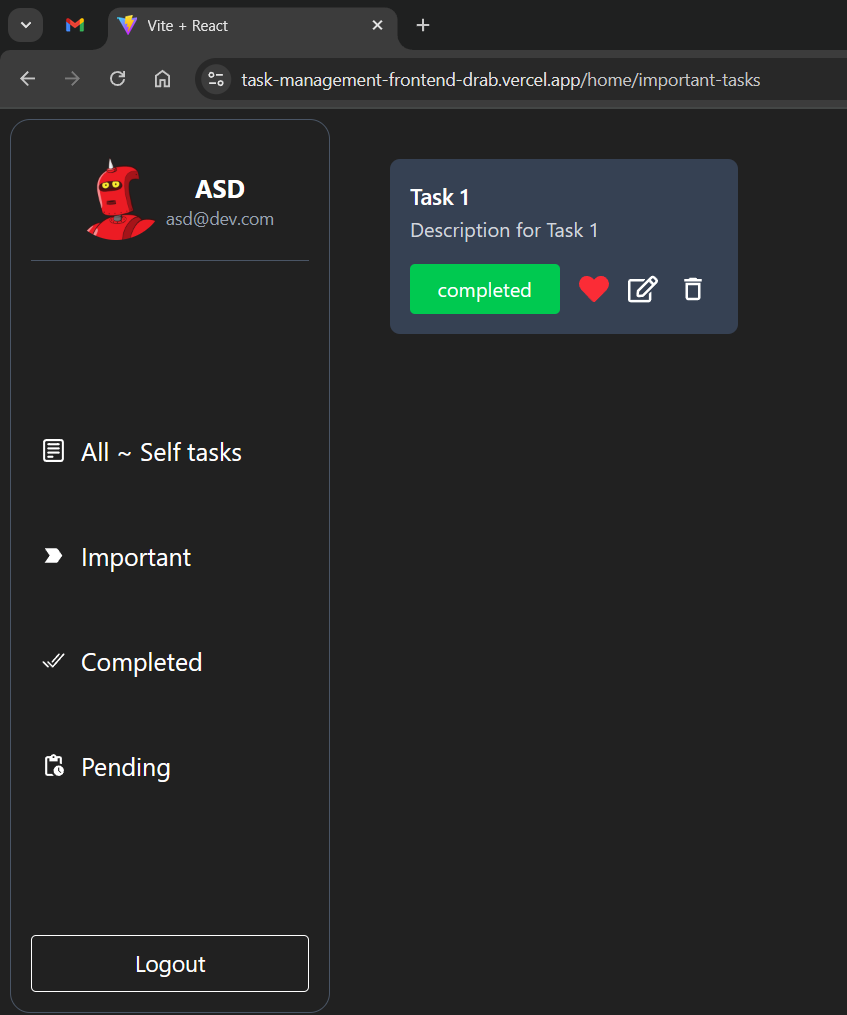 Vite + React
task-management-frontend-drab.vercel.app/home/important-tasks
ASD
asd@dev.com
All ~ Self tasks
Important
Completed
Pending
Logout
Task 1
Description for Task 1
completed